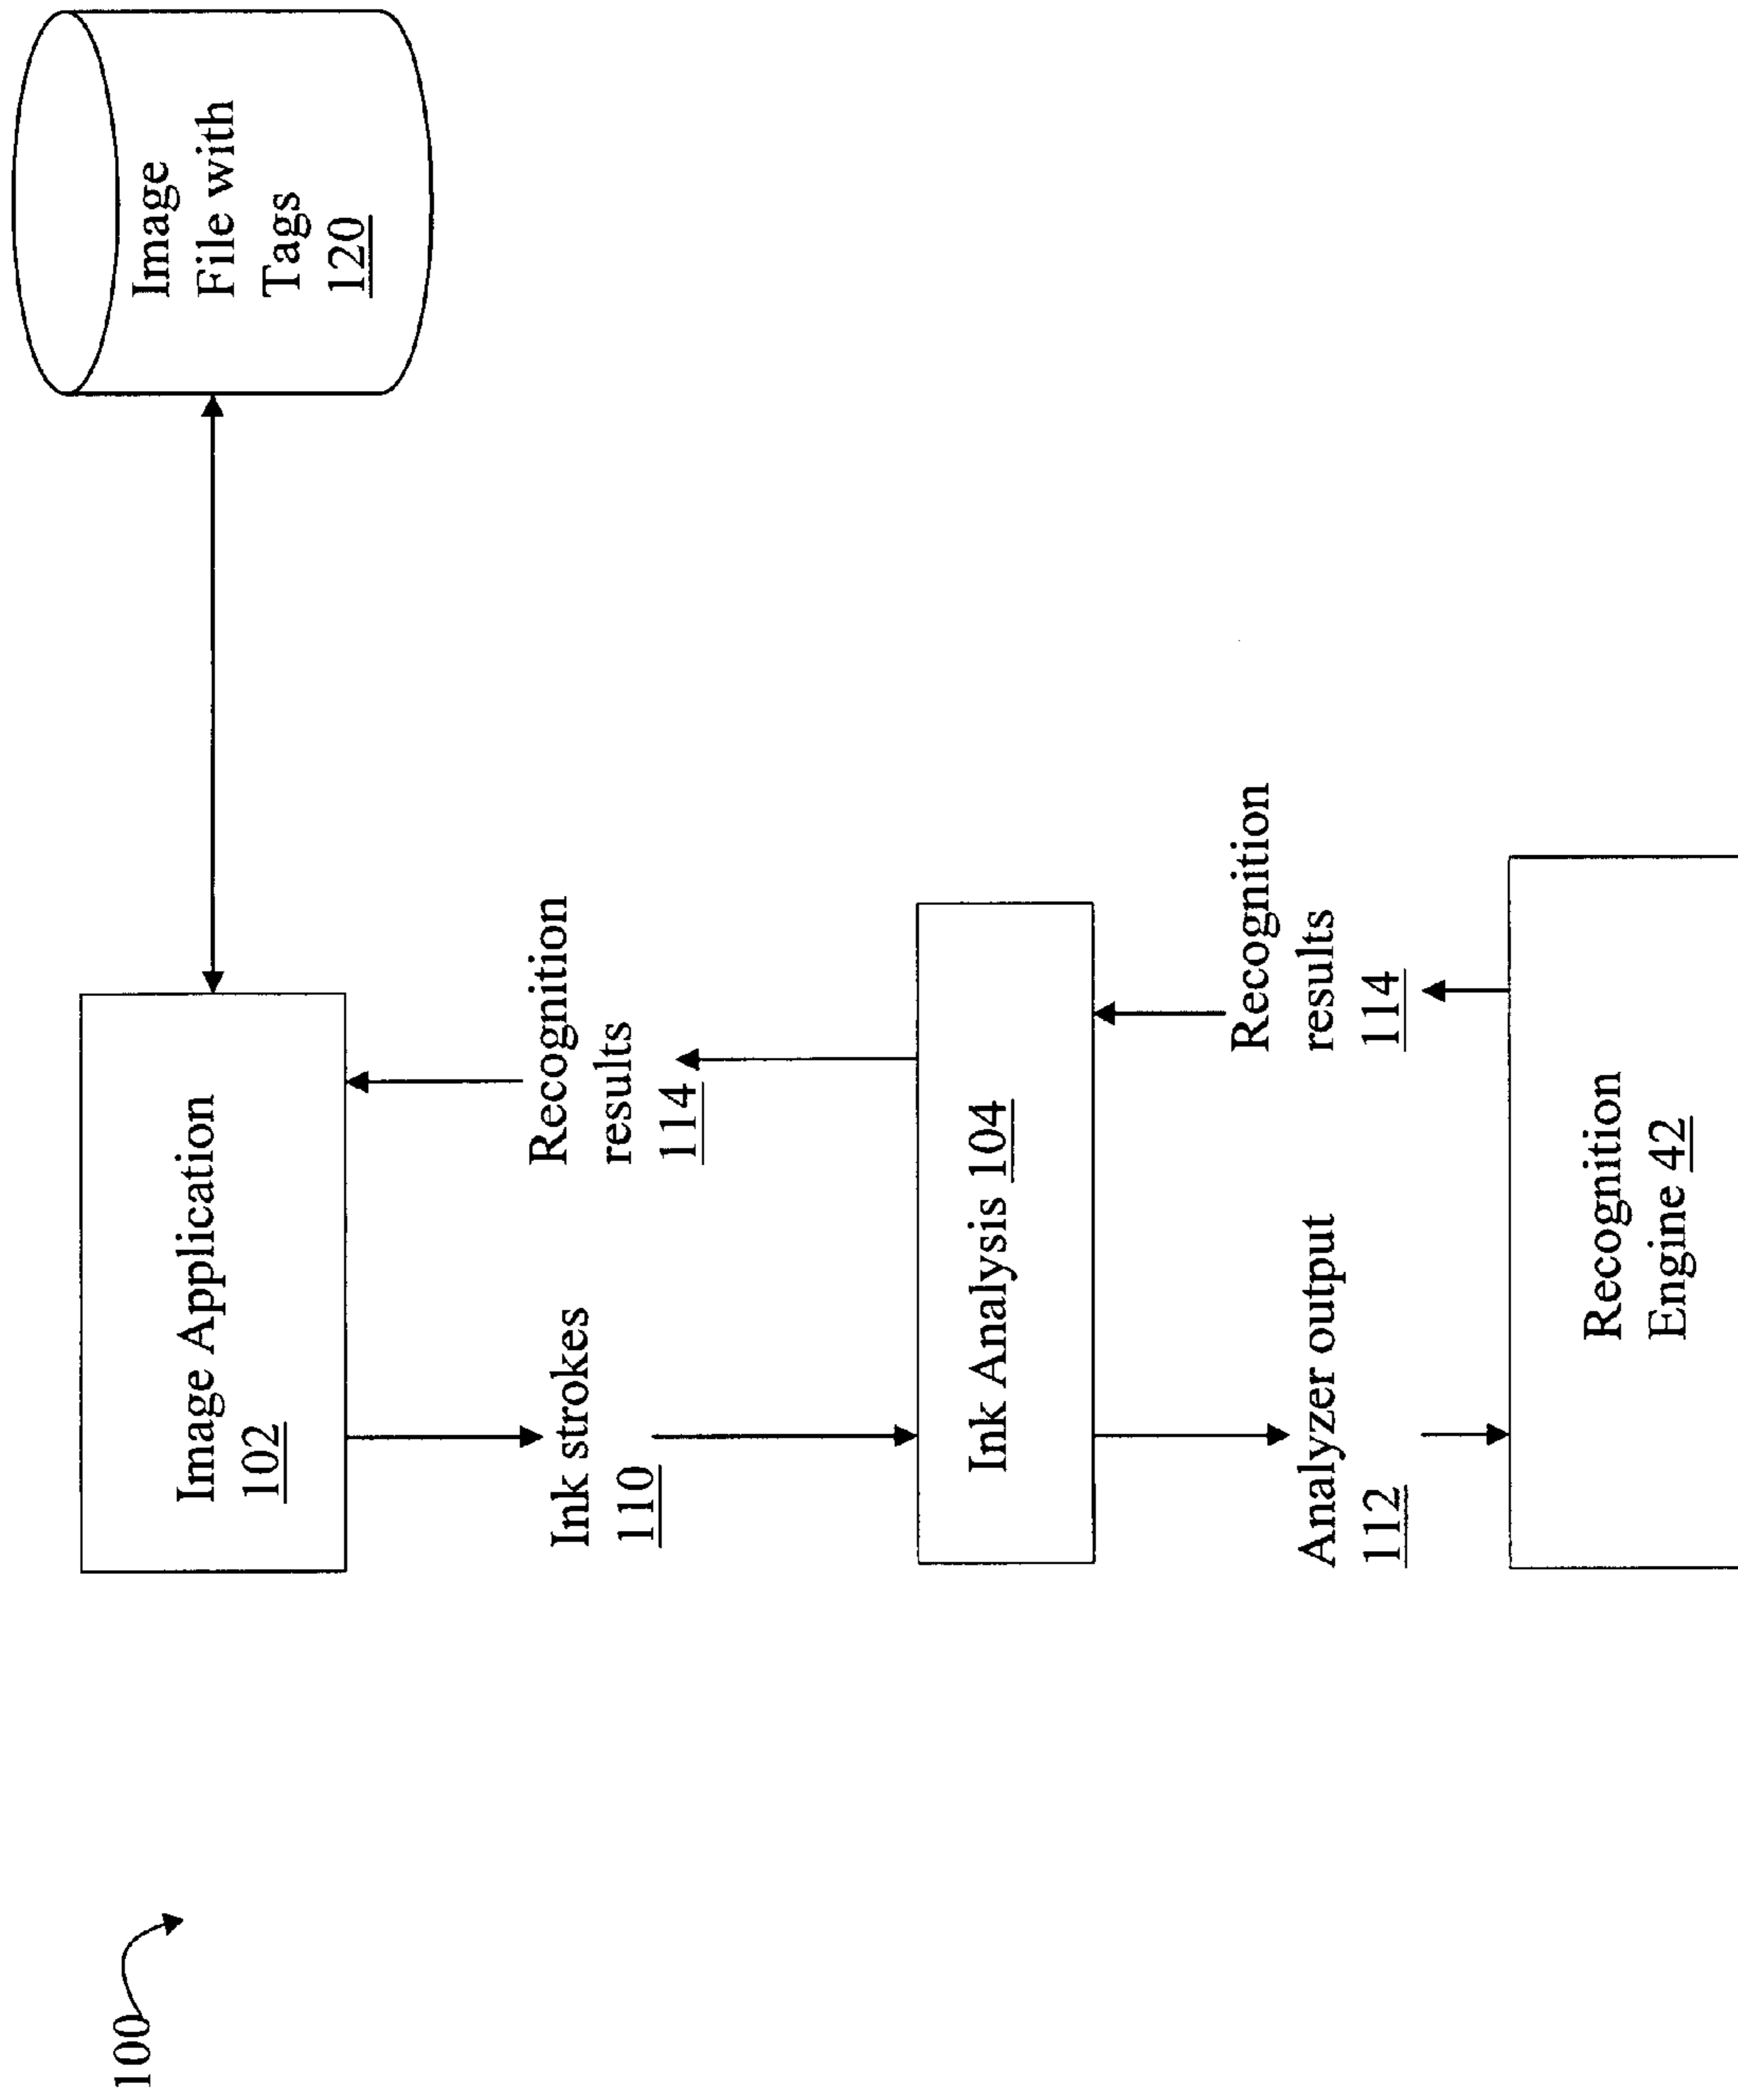 100
Image Application
102
Image
File with
Tags
120
Ink strokes
110
Recognition
results
114
Ink Analysis 104
Analyzer output
112
Recognition
results
114
Recognition
Engine 42